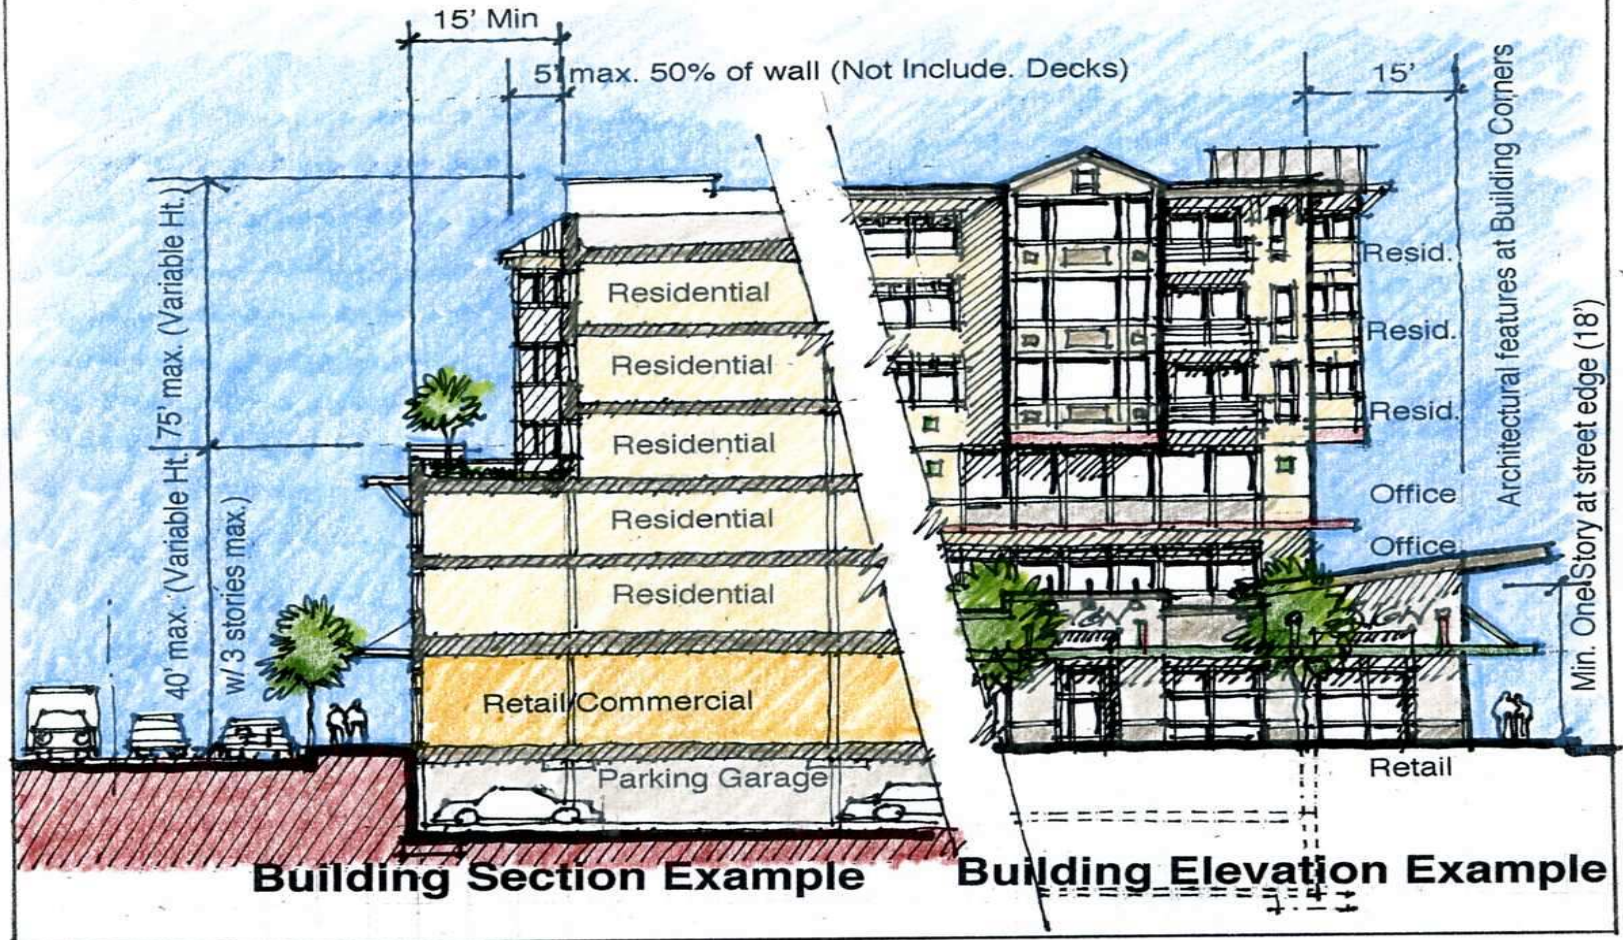 15' Min
5' max. 50% of wall (Not Include. Decks)
15'
75' max. (Variable Ht.)
40' max. (Variable Ht.
w/ 3 stories max.)
Residential
Residential
Residential
Residential
Residential
Retail/Commercial
Parking Garage
Resid.
Resid.
Resid.
Office
Office
Retail
Architectural features at Building Corners
Min. One Story at street edge (18')
Building Section Example
Building Elevation Example